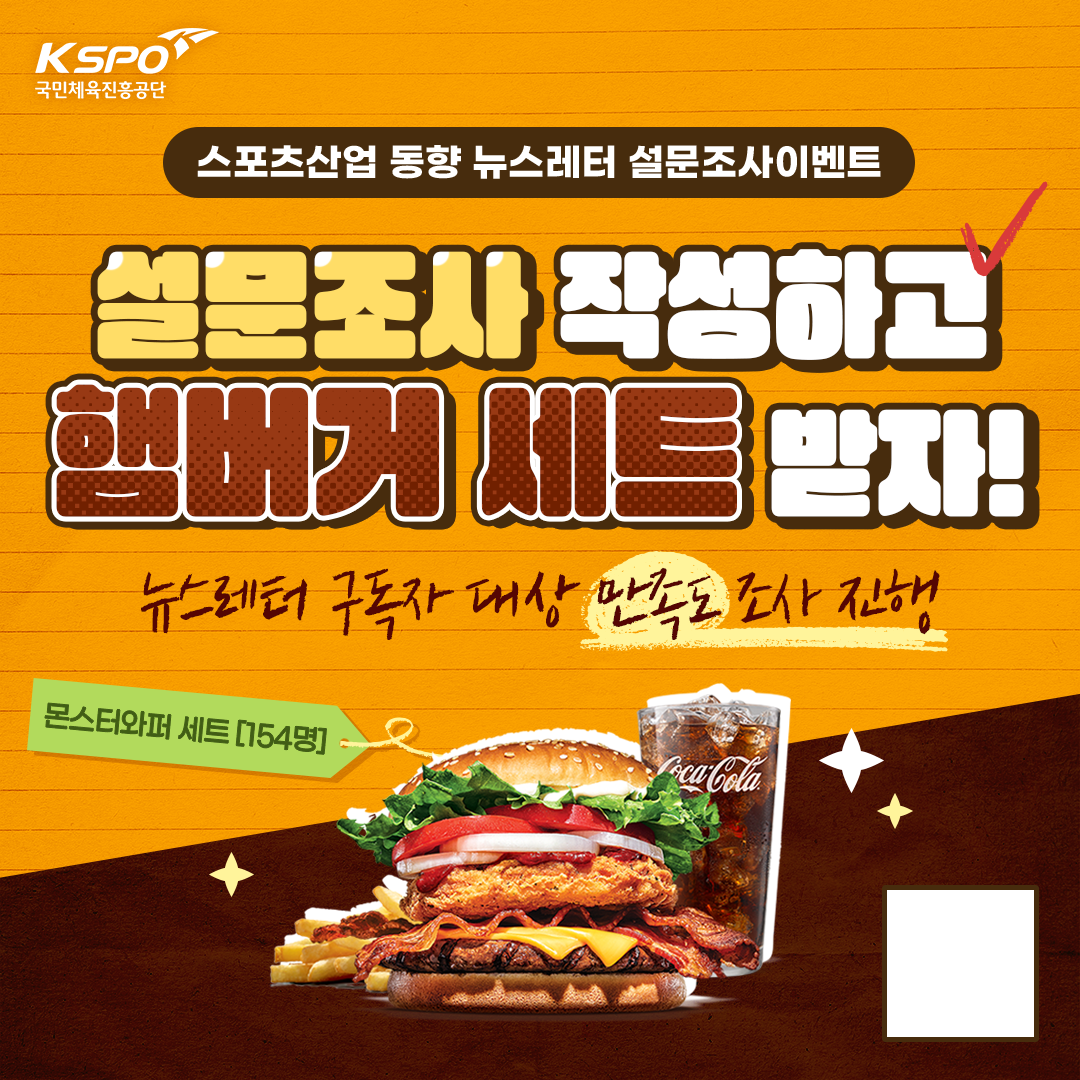 KSPO
국민체육진흥공단
스포츠산업 동향 뉴스레터 설문조사이벤트
설문조사 작성하고
햄버거 세트 받자!
뉴스레터 구독자 대상 만족도 조사 진행
몬스터와퍼 세트 [154명]
Coca-Cola